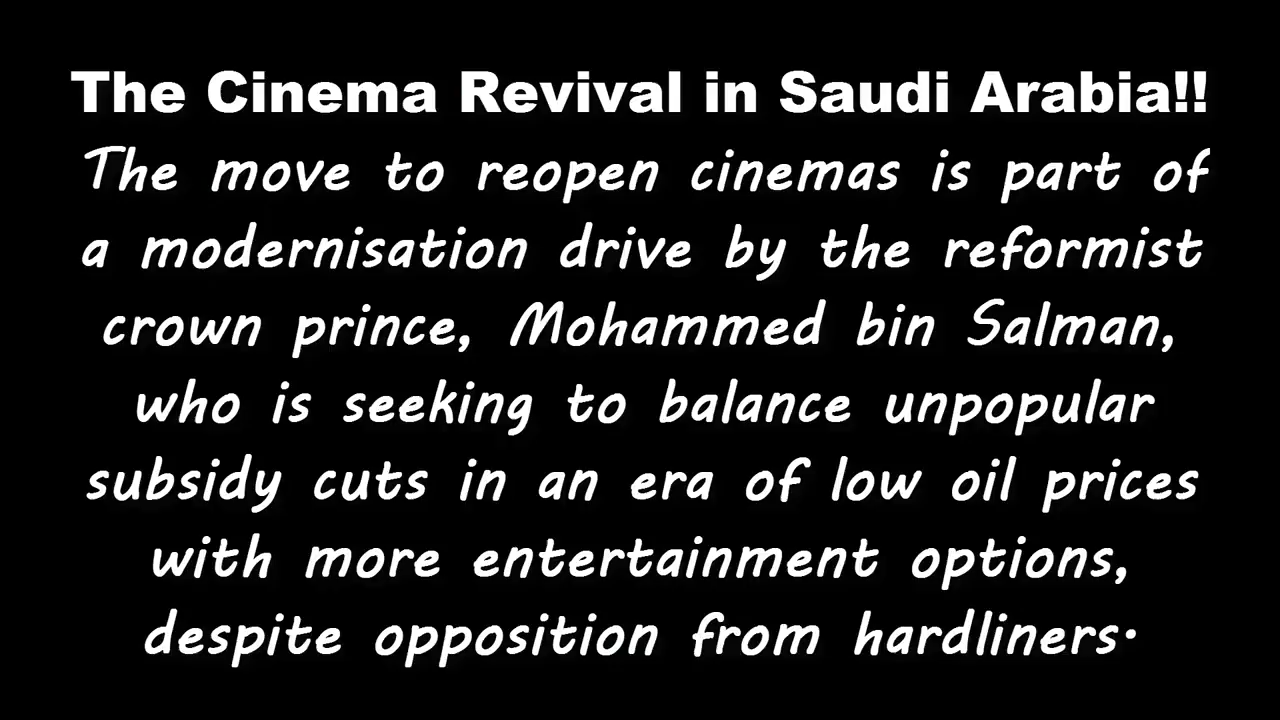 The Cinema Revival in Saudi Arabia!!
The move to reopen cinemas is part of
a modernisation drive by the reformist
crown prince, Mohammed bin Salman,
who is seeking to balance unpopular
subsidy cuts in an era of low oil prices
with more entertainment options,
despite opposition from hardliners.